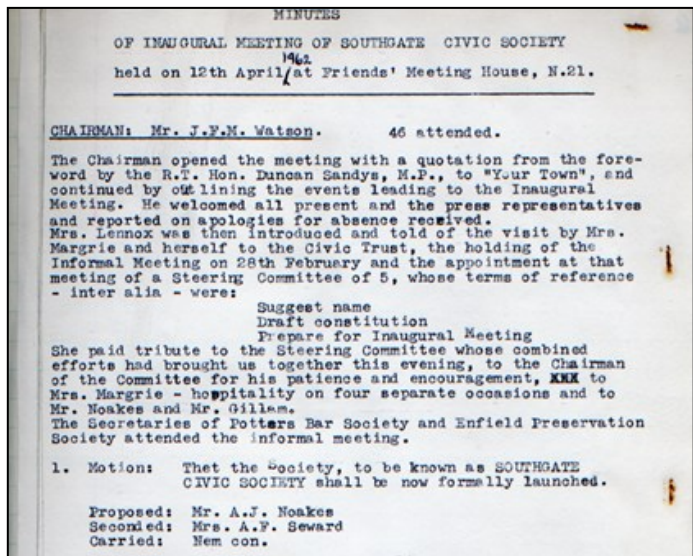 MINUTES
OF INAUGURAL MEETING OF SOUTHGATE CIVIC SOCIETY
1962
held on 12th April at Friends' Meeting House, N.21.
CHAIRMAN: Mr. J.F.M. Watson. 46 attended.
The Chairman opened the meeting with a quotation from the fore-
word by the R.T. Hon. Duncan Sandys, M.P., to "Your Town", and
continued by outlining the events leading to the Inaugural
Meeting. He welcomed all present and the press representatives
and reported on apologies for absence received.
Mrs. Lennox was then introduced and told of the visit by Mrs.
Margrie and herself to the Civic Trust, the holding of the
Informal Meeting on 28th February and the appointment at that
meeting of a Steering Committee of 5, whose terms of reference
- inter alia - were:
Suggest name
Draft constitution
Prepare for Inaugural Meeting
She paid tribute to the Steering Committee whose combined
efforts had brought us together this evening, to the Chairman
of the Committee for his patience and encouragement, XXX to
Mrs. Margrie - hospitality on four separate occasions and to
Mr. Noakes and Mr. Gillam.
The Secretaries of Potters Bar Society and Enfield Preservation
Society attended the informal meeting.
1. Motion: Thet the Society, to be known as SOUTHGATE
CIVIC SOCIETY shall be now formally launched.
Proposed: Mr. A.J. Noakes
Seconded: Mrs. A.F. Seward
Carried: Nem con.